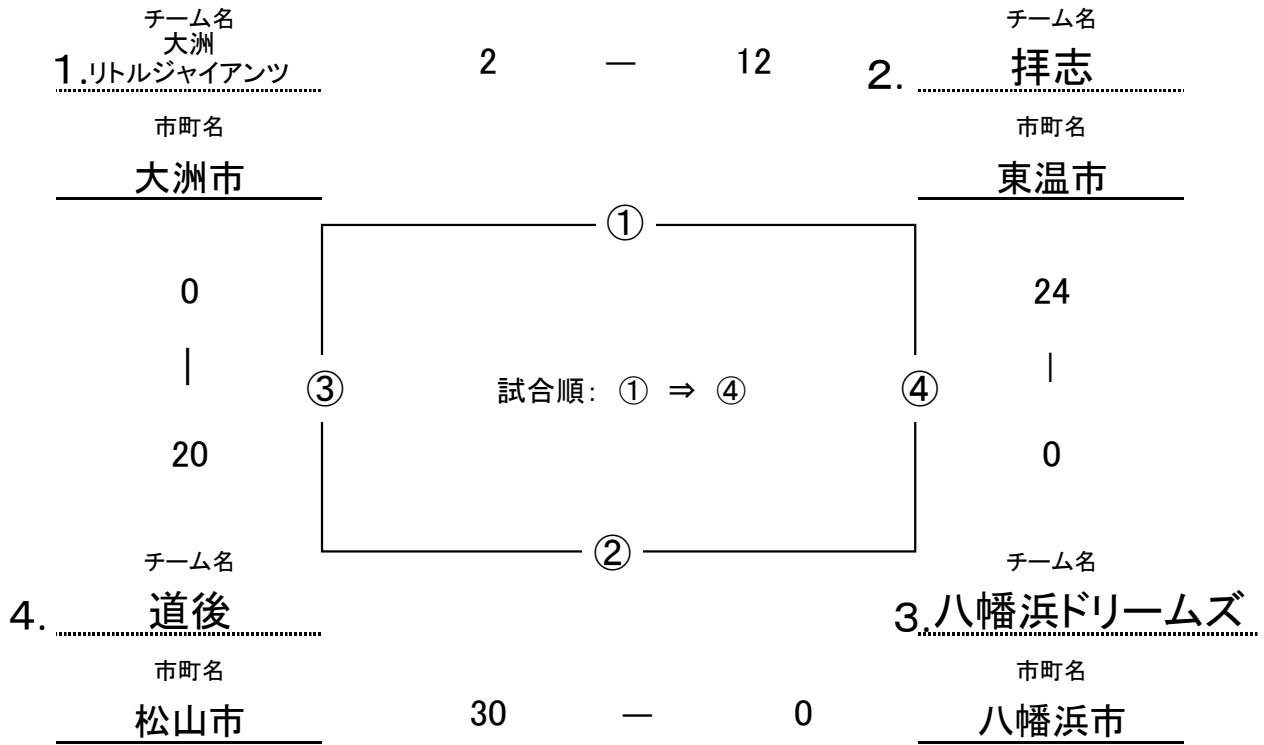 チーム名 チーム名
大洲
1.リトルジャイアンツ 2 — 12 2. 拝志
市町名 市町名
大洲市 東温市
①
0 24
| |
③ 試合順: ① ⇒ ④ ④
20 0
②
チーム名 チーム名
4. 道後 3.八幡浜ドリームズ
市町名 市町名
松山市 30 — 0 八幡浜市